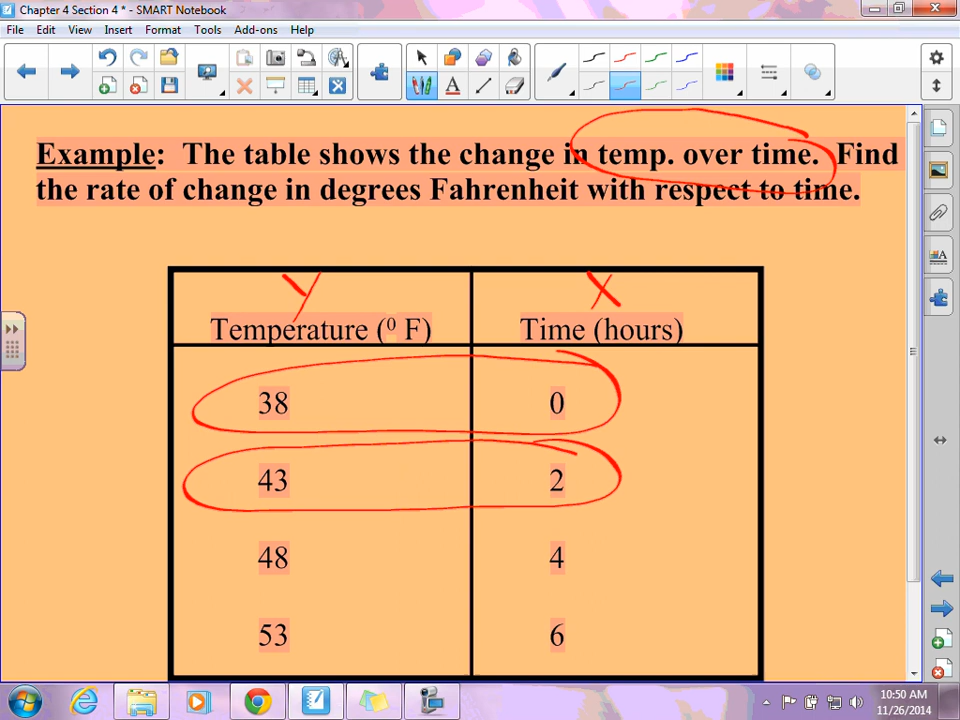 Chapter 4 Section 4 * - SMART Notebook
File Edit View Insert Format Tools Add-ons Help
Example: The table shows the change in temp. over time. Find
the rate of change in degrees Fahrenheit with respect to time.
Y X
Temperature (⁰ F) Time (hours)
38 0
43 2
48 4
53 6
10:50 AM
11/26/2014